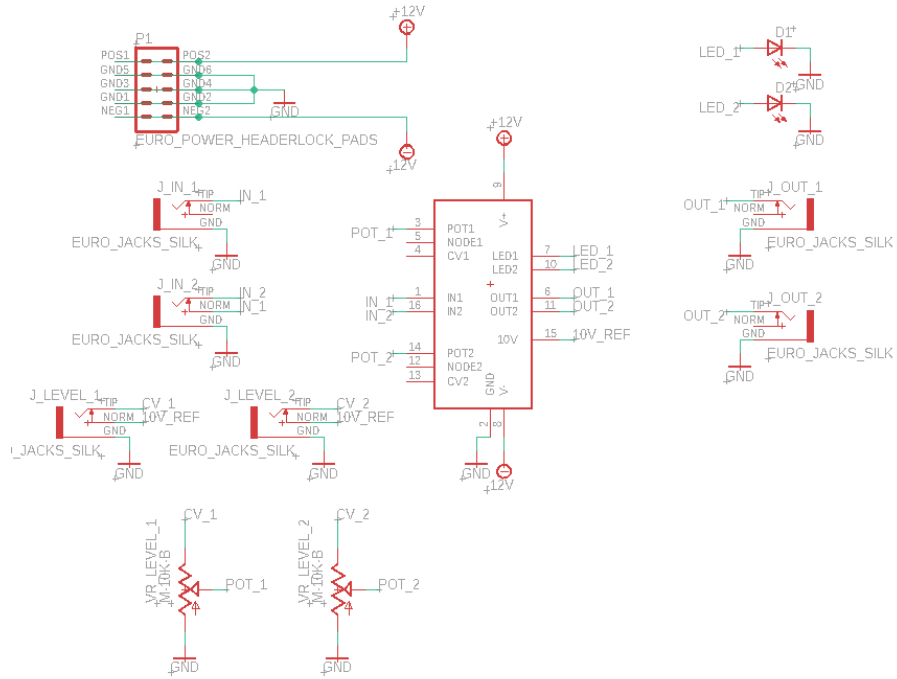 +12V
P1
POS1 POS2
GND5 GND6
GND3 GND4
GND1 GND2
NEG1 NEG2
GND
EURO_POWER_HEADERLOCK_PADS
-12V
D1
LED_1
GND
D2
LED_2
GND
J_IN_1
TIP IN_1
NORM
GND
EURO_JACKS_SILK
GND
J_IN_2
TIP IN_2
NORM IN_1
GND
EURO_JACKS_SILK
GND
J_LEVEL_1
TIP CV_1
NORM 10V_REF
GND
_JACKS_SILK
GND
J_LEVEL_2
TIP CV_2
NORM 10V_REF
GND
EURO_JACKS_SILK
GND
+12V
9
V+
POT_1 3 POT1
5 NODE1
4 CV1
LED1 7 LED_1
LED2 10 LED_2
IN_1 1 IN1
IN_2 16 IN2
OUT1 6 OUT_1
OUT2 11 OUT_2
10V 15 10V_REF
POT_2 14 POT2
12 NODE2
13 CV2
GND V-
2 8
GND
-12V
J_OUT_1
OUT_1 TIP
NORM
GND
EURO_JACKS_SILK
GND
J_OUT_2
OUT_2 TIP
NORM
GND
EURO_JACKS_SILK
GND
CV_1
VR_LEVEL_1
M-10K-B
POT_1
GND
CV_2
VR_LEVEL_2
M-10K-B
POT_2
GND